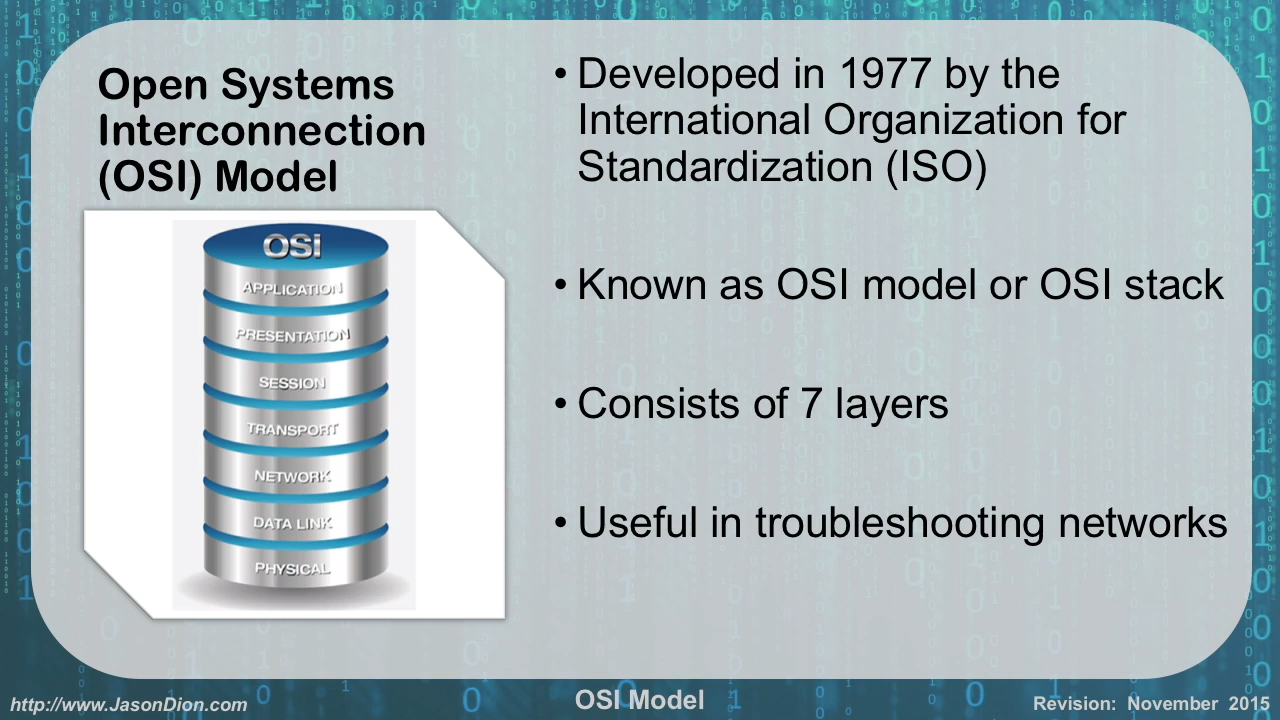 Open Systems
Interconnection
(OSI) Model
OSI
APPLICATION
PRESENTATION
SESSION
TRANSPORT
NETWORK
DATA LINK
PHYSICAL
• Developed in 1977 by the
International Organization for
Standardization (ISO)
• Known as OSI model or OSI stack
• Consists of 7 layers
• Useful in troubleshooting networks
http://www.JasonDion.com
OSI Model
Revision: November 2015